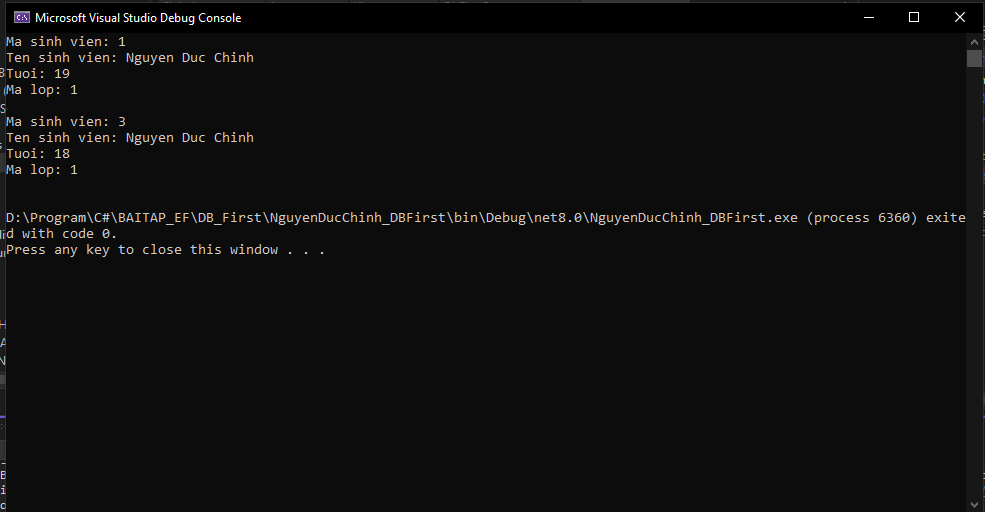 Microsoft Visual Studio Debug Console
Ma sinh vien: 1
Ten sinh vien: Nguyen Duc Chinh
Tuoi: 19
Ma lop: 1
Ma sinh vien: 3
Ten sinh vien: Nguyen Duc Chinh
Tuoi: 18
Ma lop: 1
D:\Program\C#\BAITAP_EF\DB_First\NguyenDucChinh_DBFirst\bin\Debug\net8.0\NguyenDucChinh_DBFirst.exe (process 6360) exite
d with code 0.
Press any key to close this window . . .